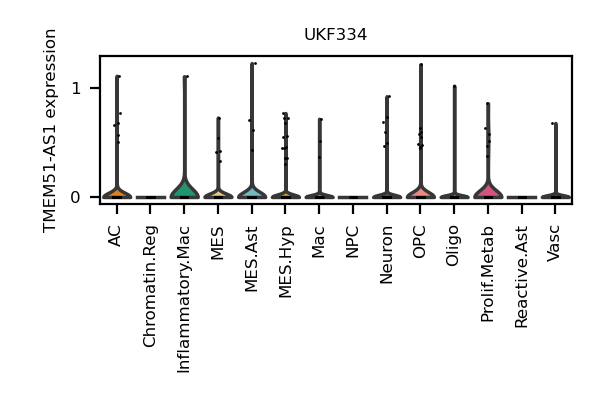 UKF334
TMEM51-AS1 expression
1
0
AC
Chromatin.Reg
Inflammatory.Mac
MES
MES.Ast
MES.Hyp
Mac
NPC
Neuron
OPC
Oligo
Prolif.Metab
Reactive.Ast
Vasc